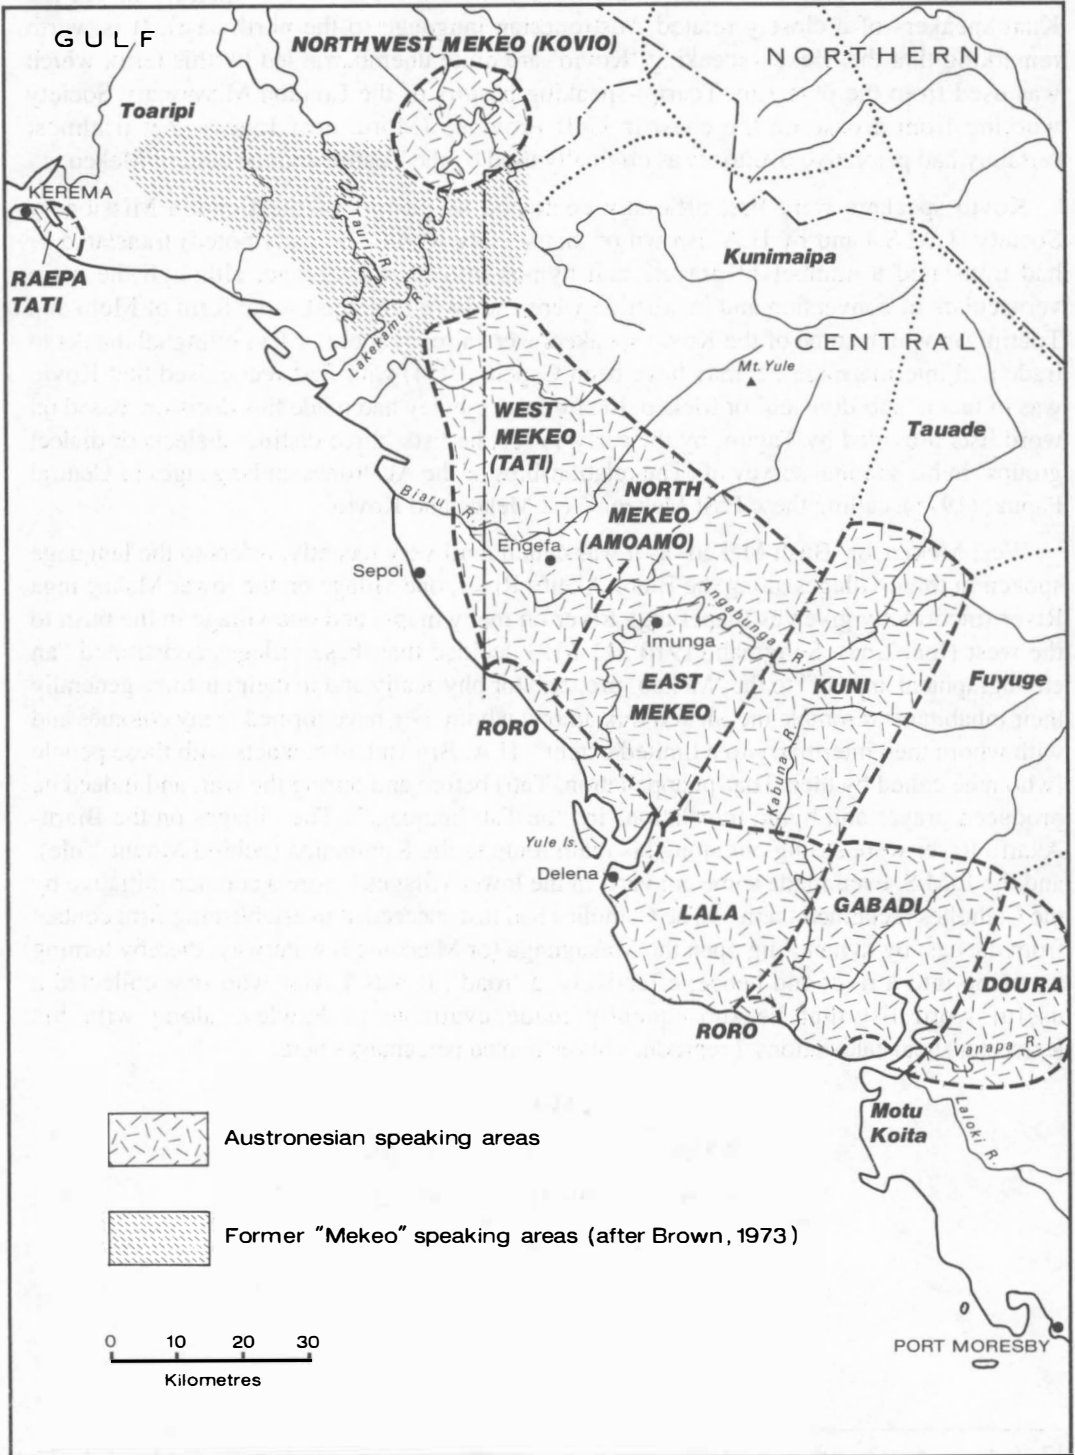 GULF
NORTHWEST MEKEO (KOVIO)
NORTHERN
Toaripi
KEREMA
RAEPA
TATI
Tauri R.
Lakekamu R.
Kunimaipa
CENTRAL
Mt. Yule
WEST
MEKEO
(TATI)
Tauade
NORTH
MEKEO
(AMOAMO)
Biaru
Engefa
Sepoi
Angabunga R.
Imunga
EAST
MEKEO
KUNI
Fuyuge
RORO
Akabuna R.
Yule Is.
Delena
LALA
GABADI
DOURA
RORO
Vanapa R.
Motu
Koita
Laloki R.
Austronesian speaking areas
Former "Mekeo" speaking areas (after Brown, 1973)
0 10 20 30
Kilometres
PORT MORESBY